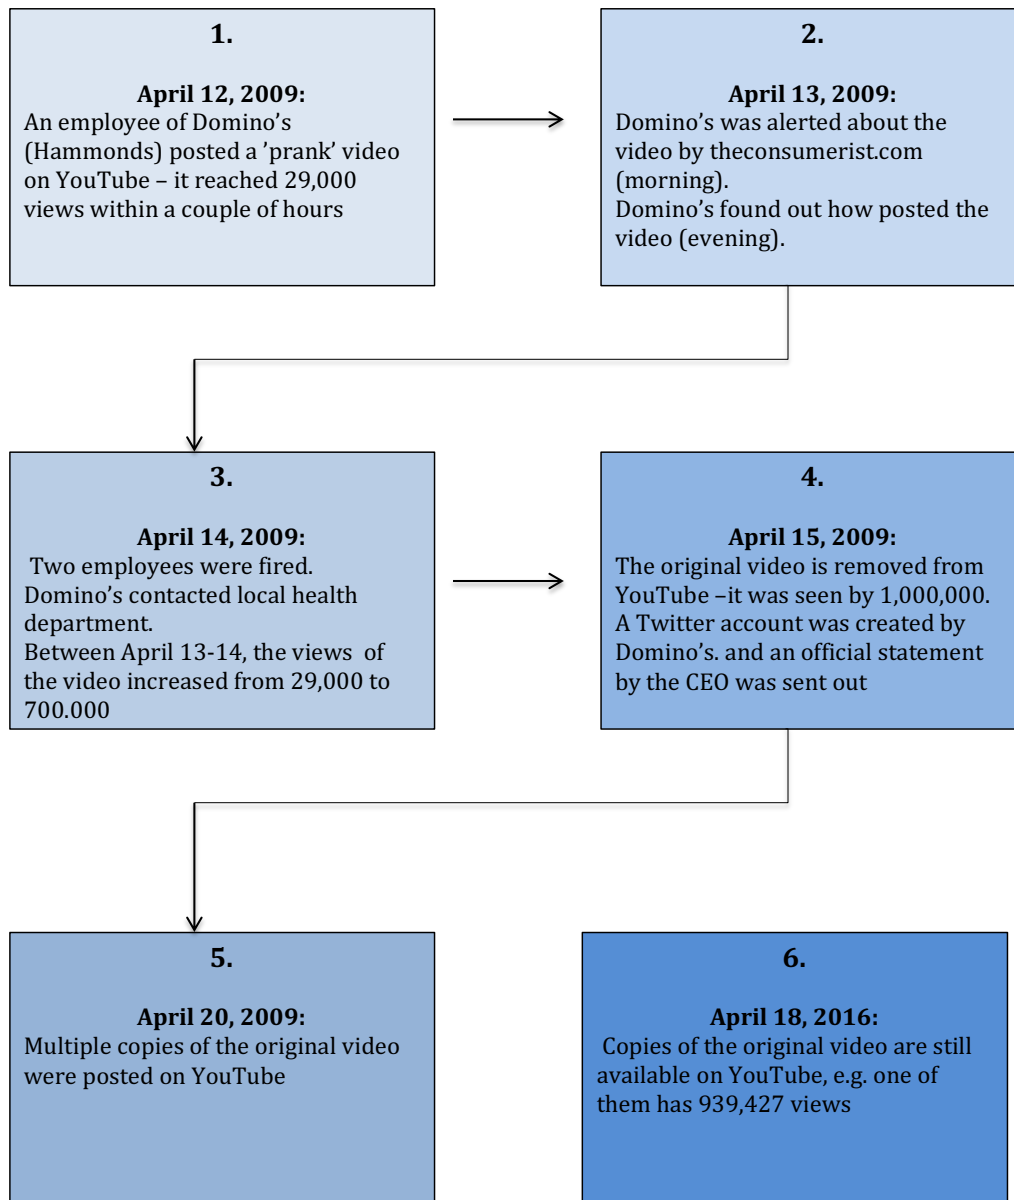 1.
April 12, 2009:
An employee of Domino’s
(Hammonds) posted a ’prank’ video
on YouTube – it reached 29,000
views within a couple of hours
2.
April 13, 2009:
Domino’s was alerted about the
video by theconsumerist.com
(morning).
Domino’s found out how posted the
video (evening).
3.
April 14, 2009:
Two employees were fired.
Domino’s contacted local health
department.
Between April 13-14, the views of
the video increased from 29,000 to
700.000
4.
April 15, 2009:
The original video is removed from
YouTube –it was seen by 1,000,000.
A Twitter account was created by
Domino’s. and an official statement
by the CEO was sent out
5.
April 20, 2009:
Multiple copies of the original video
were posted on YouTube
6.
April 18, 2016:
Copies of the original video are still
available on YouTube, e.g. one of
them has 939,427 views